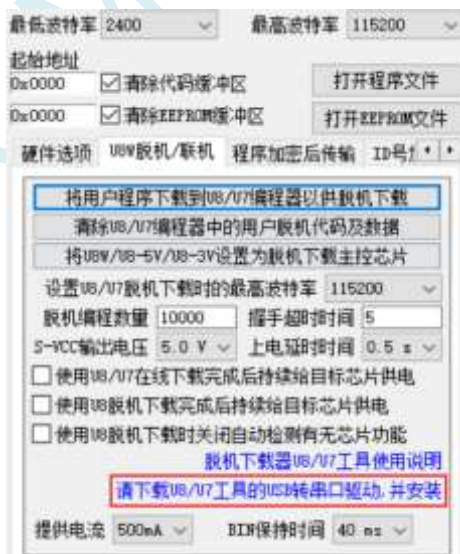 最低波特率 2400 最高波特率 115200
起始地址
0x0000 清除代码缓冲区 打开程序文件
0x0000 清除EEPROM缓冲区 打开EEPROM文件
硬件选项 U8W脱机/联机 程序加密后传输 ID号
将用户程序下载到U8/U7编程器以供脱机下载
清除U8/U7编程器中的用户脱机代码及数据
将U8W/U8-5V/U8-3V设置为脱机下载主控芯片
设置U8/U7脱机下载时的最高波特率 115200
脱机编程数量 10000 握手超时时间 5
S-VCC输出电压 5.0 V 上电延时时间 0.5 s
使用U8/U7在线下载完成后持续给目标芯片供电
使用U8脱机下载完成后持续给目标芯片供电
使用U8脱机下载时关闭自动检测有无芯片功能
脱机下载器U8/U7工具使用说明
请下载U8/U7工具的USB转串口驱动,并安装
提供电流 500mA BIN保持时间 40 ms